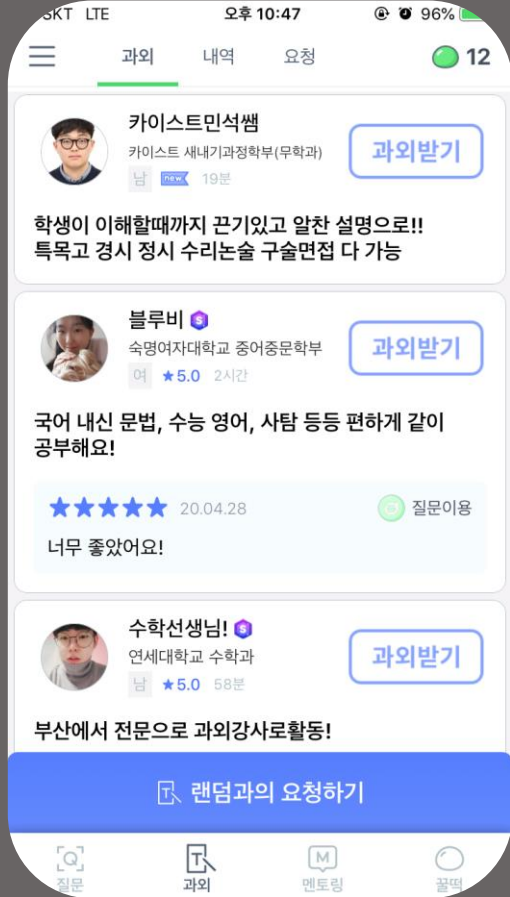 SKT LTE 오후 10:47 96%
과외 내역 요청 12
카이스트민석쌤
카이스트 새내기과정학부(무학과)
과외받기
남 new 19분
학생이 이해할때까지 끈기있고 알찬 설명으로!!
특목고 경시 정시 수리논술 구술면접 다 가능
블루비 S
숙명여자대학교 중어중문학부
과외받기
여 ★5.0 2시간
국어 내신 문법, 수능 영어, 사탐 등등 편하게 같이
공부해요!
★★★★★ 20.04.28 질문이용
너무 좋았어요!
수학선생님! S
연세대학교 수학과
과외받기
남 ★5.0 58분
부산에서 전문으로 과외강사로활동!
T 랜덤과의 요청하기
Q T M
질문 과외 멘토링 꿀떡